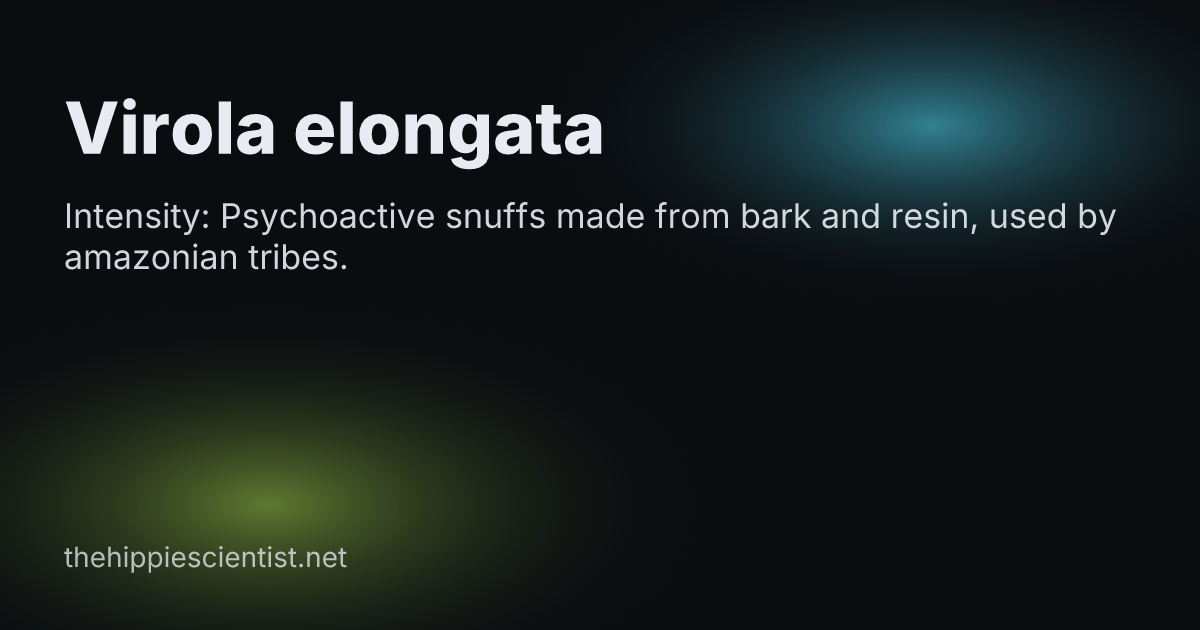 Virola elongata
Intensity: Psychoactive snuffs made from bark and resin, used by
amazonian tribes.
thehippiescientist.net